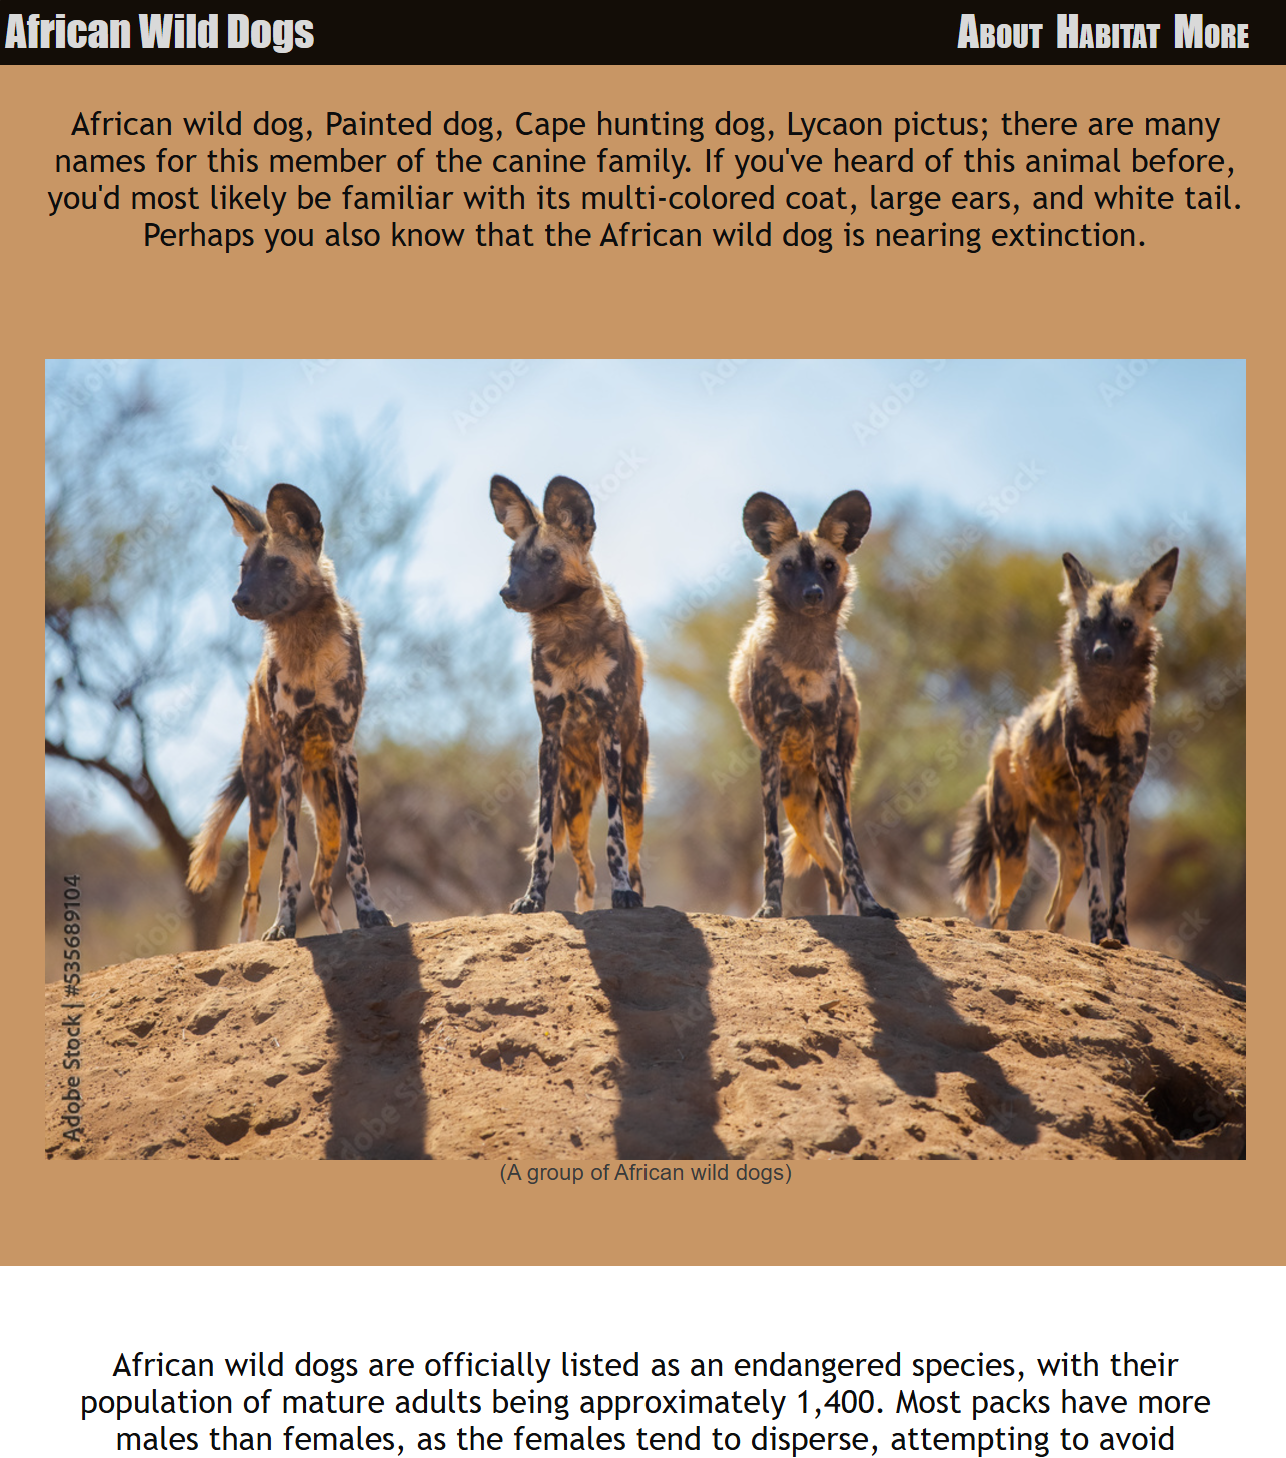 African Wild Dogs
About Habitat More
African wild dog, Painted dog, Cape hunting dog, Lycaon pictus; there are many
names for this member of the canine family. If you've heard of this animal before,
you'd most likely be familiar with its multi-colored coat, large ears, and white tail.
Perhaps you also know that the African wild dog is nearing extinction.
Adobe Stock | #535689104
(A group of African wild dogs)
African wild dogs are officially listed as an endangered species, with their
population of mature adults being approximately 1,400. Most packs have more
males than females, as the females tend to disperse, attempting to avoid